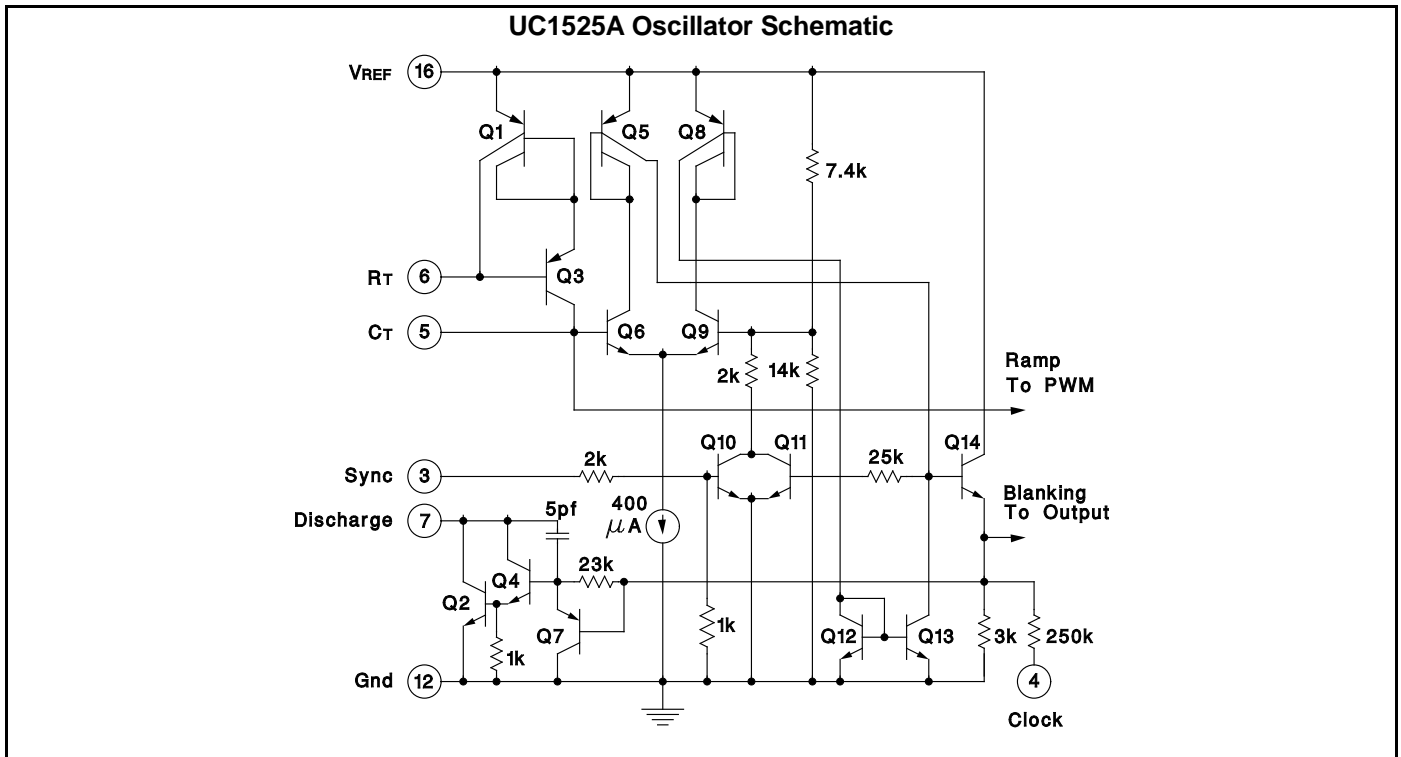 UC1525A Oscillator Schematic
VREF 16
Q1 Q5 Q8
7.4k
RT 6 Q3
CT 5 Q6 Q9
2k 14k
Ramp
To PWM
Q10 Q11 Q14
Sync 3 2k 25k
Blanking
To Output
Discharge 7 5pf 400
μA
23k
Q4
Q2
Q7 1k Q12 Q13 3k 250k
1k
Gnd 12 4
Clock